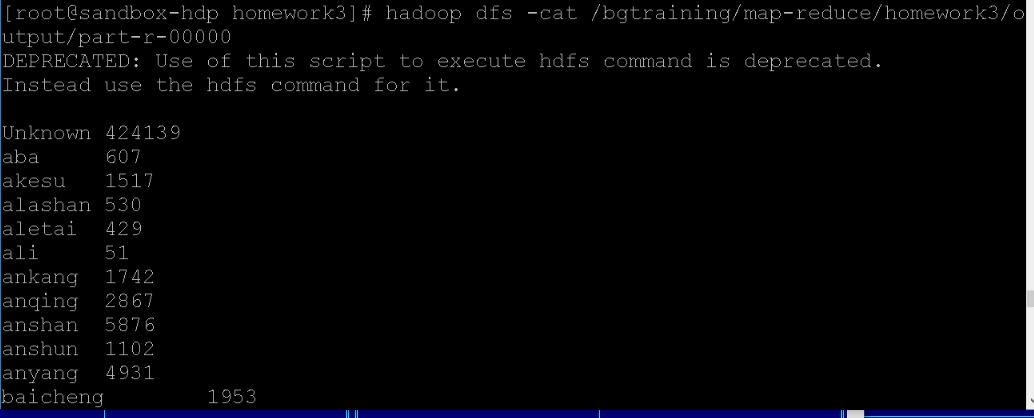 [root@sandbox-hdp homework3]# hadoop dfs -cat /bgtraining/map-reduce/homework3/o
utput/part-r-00000
DEPRECATED: Use of this script to execute hdfs command is deprecated.
Instead use the hdfs command for it.
Unknown 424139
aba     607
akesu   1517
alashan 530
aletai  429
ali     51
ankang  1742
anqing  2867
anshan  5876
anshun  1102
anyang  4931
baicheng        1953